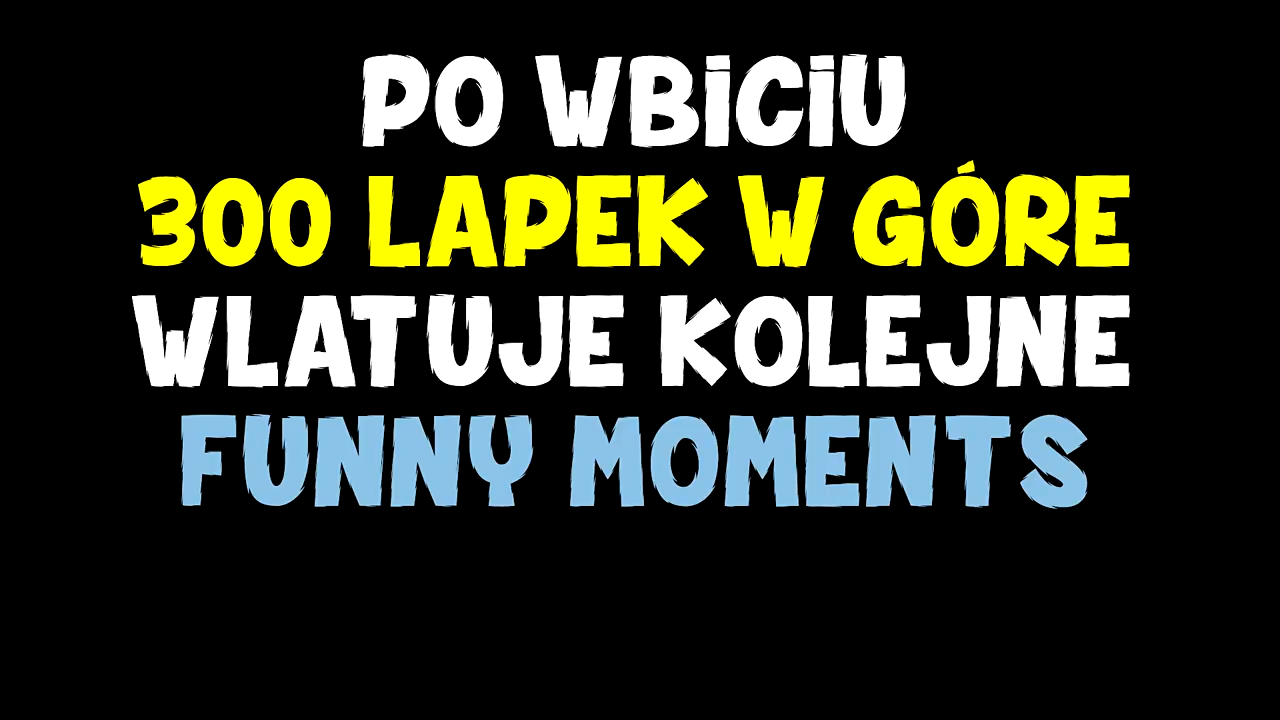 PO WBiCiU
300 LAPEK W GÓRE
WLATUJE KOLEJNE
FUNNY MOMENTS